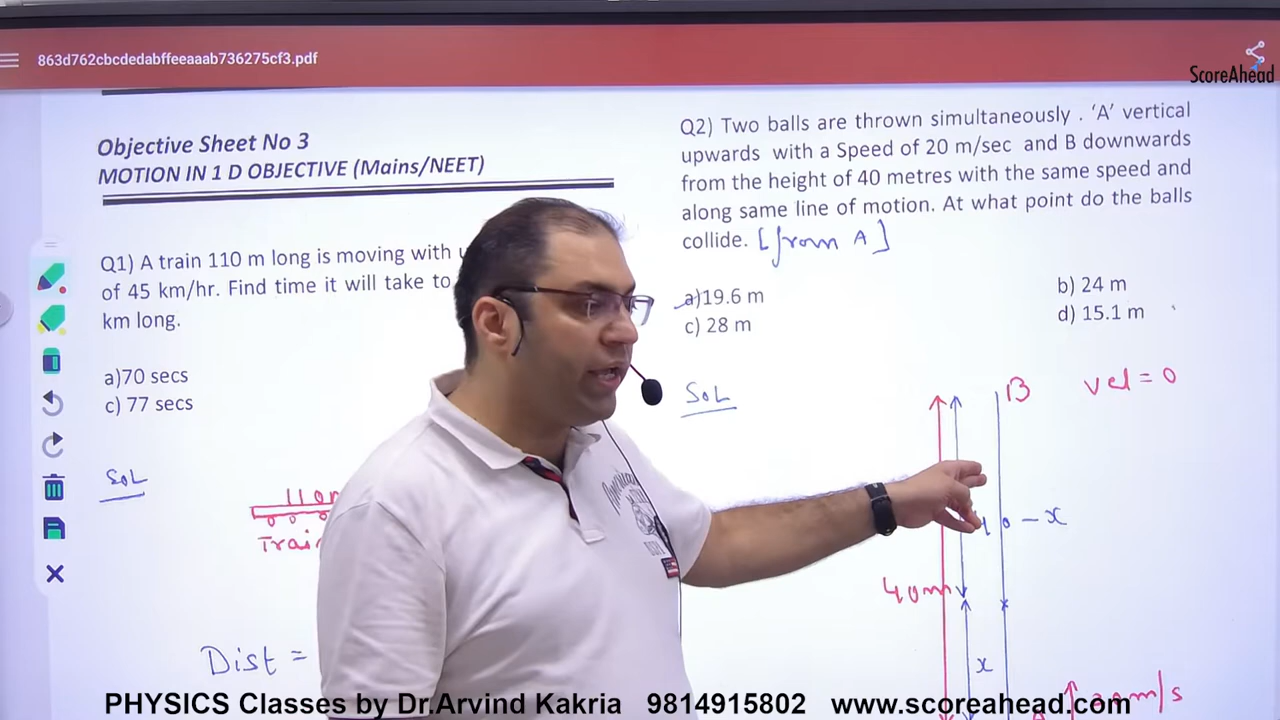 863d762cbcdedabffeeaaab736275cf3.pdf
ScoreAhead
Objective Sheet No 3
MOTION IN 1 D OBJECTIVE (Mains/NEET)
Q1) A train 110 m long is moving with
of 45 km/hr. Find time it will take to
km long.
a)70 secs
c) 77 secs
SOL
110m
Train
Dist =
Q2) Two balls are thrown simultaneously . 'A' vertical
upwards with a Speed of 20 m/sec and B downwards
from the height of 40 metres with the same speed and
along same line of motion. At what point do the balls
collide. [from A]
a)19.6 m
b) 24 m
c) 28 m
d) 15.1 m
SOL
B
vel = 0
40 - x
40m
x
20m/s
PHYSICS Classes by Dr.Arvind Kakria 9814915802 www.scoreahead.com